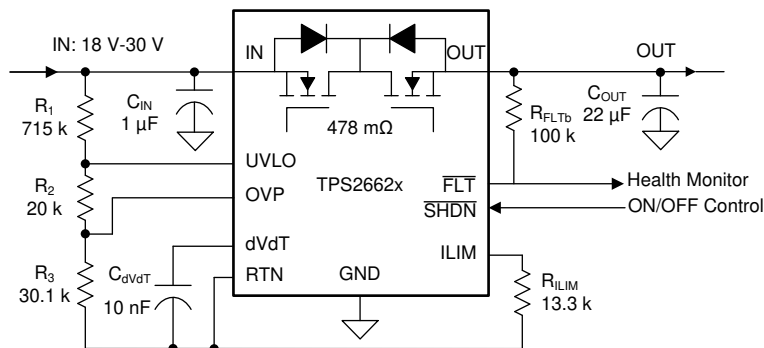 IN: 18 V-30 V
IN
OUT
OUT
R1
715 k
CIN
1 µF
478 mΩ
RFLTb
100 k
COUT
22 µF
UVLO
R2
20 k
OVP
TPS2662x
FLT
Health Monitor
SHDN
ON/OFF Control
dVdT
ILIM
R3
30.1 k
CdVdT
10 nF
RTN
GND
RILIM
13.3 k